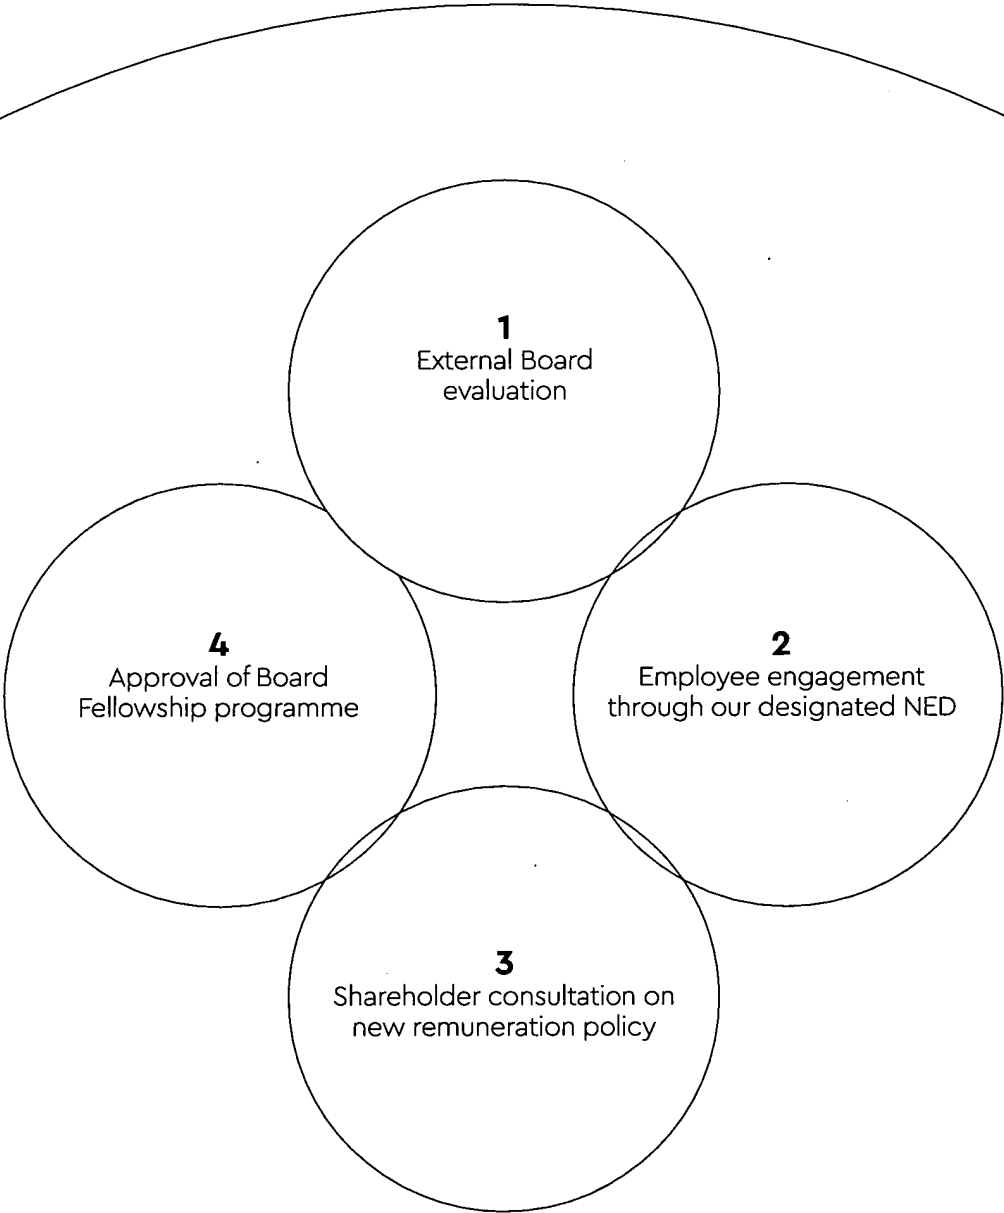 1
External Board
evaluation
2
Employee engagement
through our designated NED
3
Shareholder consultation on
new remuneration policy
4
Approval of Board
Fellowship programme